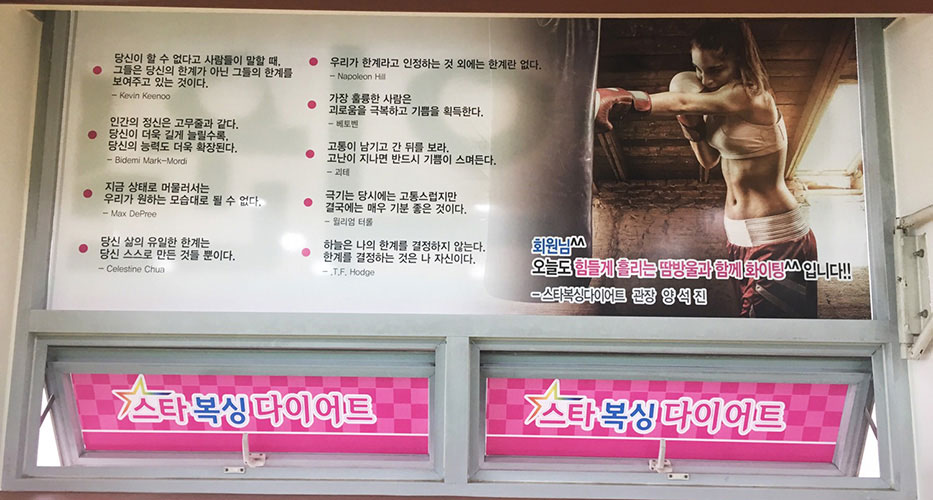 당신이 할 수 없다고 사람들이 말할 때,
그들은 당신의 한계가 아닌 그들의 한계를
보여주고 있는 것이다.
– Kevin Keenoo
인간의 정신은 고무줄과 같다.
당신이 더욱 길게 늘릴수록,
당신의 능력도 더욱 확장된다.
– Bidemi Mark-Mordi
지금 상태로 머물러서는
우리가 원하는 모습대로 될 수 없다.
– Max DePree
당신 삶의 유일한 한계는
당신 스스로 만든 것들 뿐이다.
– Celestine Chua
우리가 한계라고 인정하는 것 외에는 한계란 없다.
– Napoleon Hill
가장 훌륭한 사람은
괴로움을 극복하고 기쁨을 획득한다.
– 베토벤
고통이 남기고 간 뒤를 보라,
고난이 지나면 반드시 기쁨이 스며든다.
– 괴테
극기는 당시에는 고통스럽지만
결국에는 매우 기분 좋은 것이다.
– 윌리엄 터롤
하늘은 나의 한계를 결정하지 않는다.
한계를 결정하는 것은 나 자신이다.
– .T.F. Hodge
회원님^^
오늘도 힘들게 흘리는 땀방울과 함께 화이팅^^ 입니다!!
– 스타복싱다이어트 관장 양 석 진
스타복싱다이어트
스타복싱다이어트